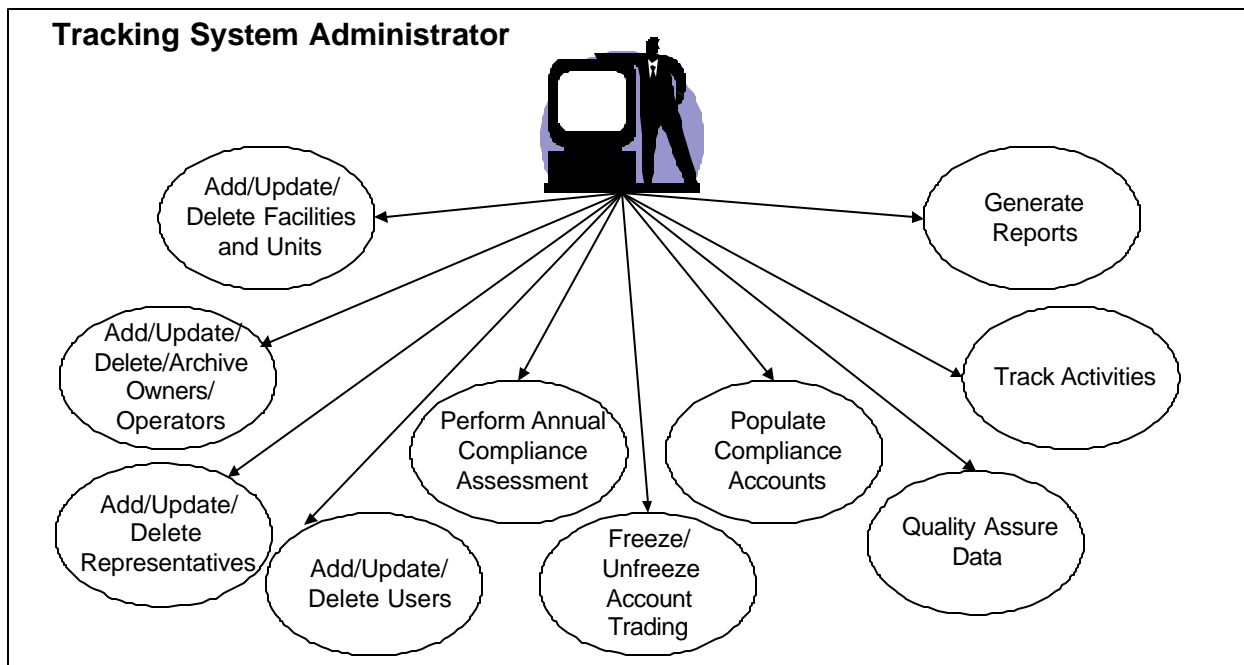 Tracking System Administrator
Add/Update/
Delete Facilities
and Units
Generate
Reports
Add/Update/
Delete/Archive
Owners/
Operators
Track Activities
Perform Annual
Compliance
Assessment
Populate
Compliance
Accounts
Add/Update/
Delete
Representatives
Quality Assure
Data
Add/Update/
Delete Users
Freeze/
Unfreeze
Account
Trading